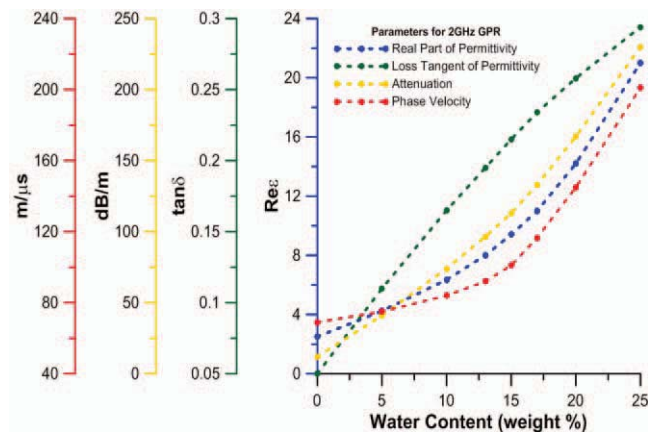 Parameters for 2GHz GPR
Real Part of Permittivity
Loss Tangent of Permittivity
Attenuation
Phase Velocity
m/µs
240
200
160
120
80
40
dB/m
250
200
150
100
50
0
tanδ
0.3
0.25
0.2
0.15
0.1
0.05
Reε
24
20
16
12
8
4
0
0 5 10 15 20 25
Water Content (weight %)